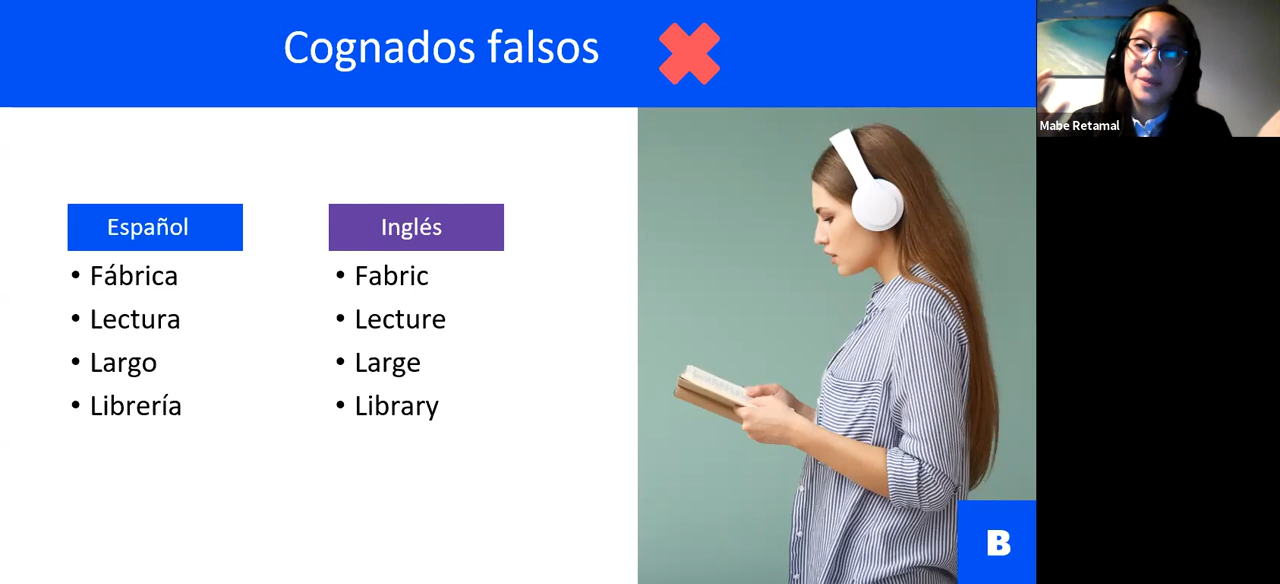 Cognados falsos
Mabe Retamal
Español
Inglés
• Fábrica
• Lectura
• Largo
• Librería
• Fabric
• Lecture
• Large
• Library
B